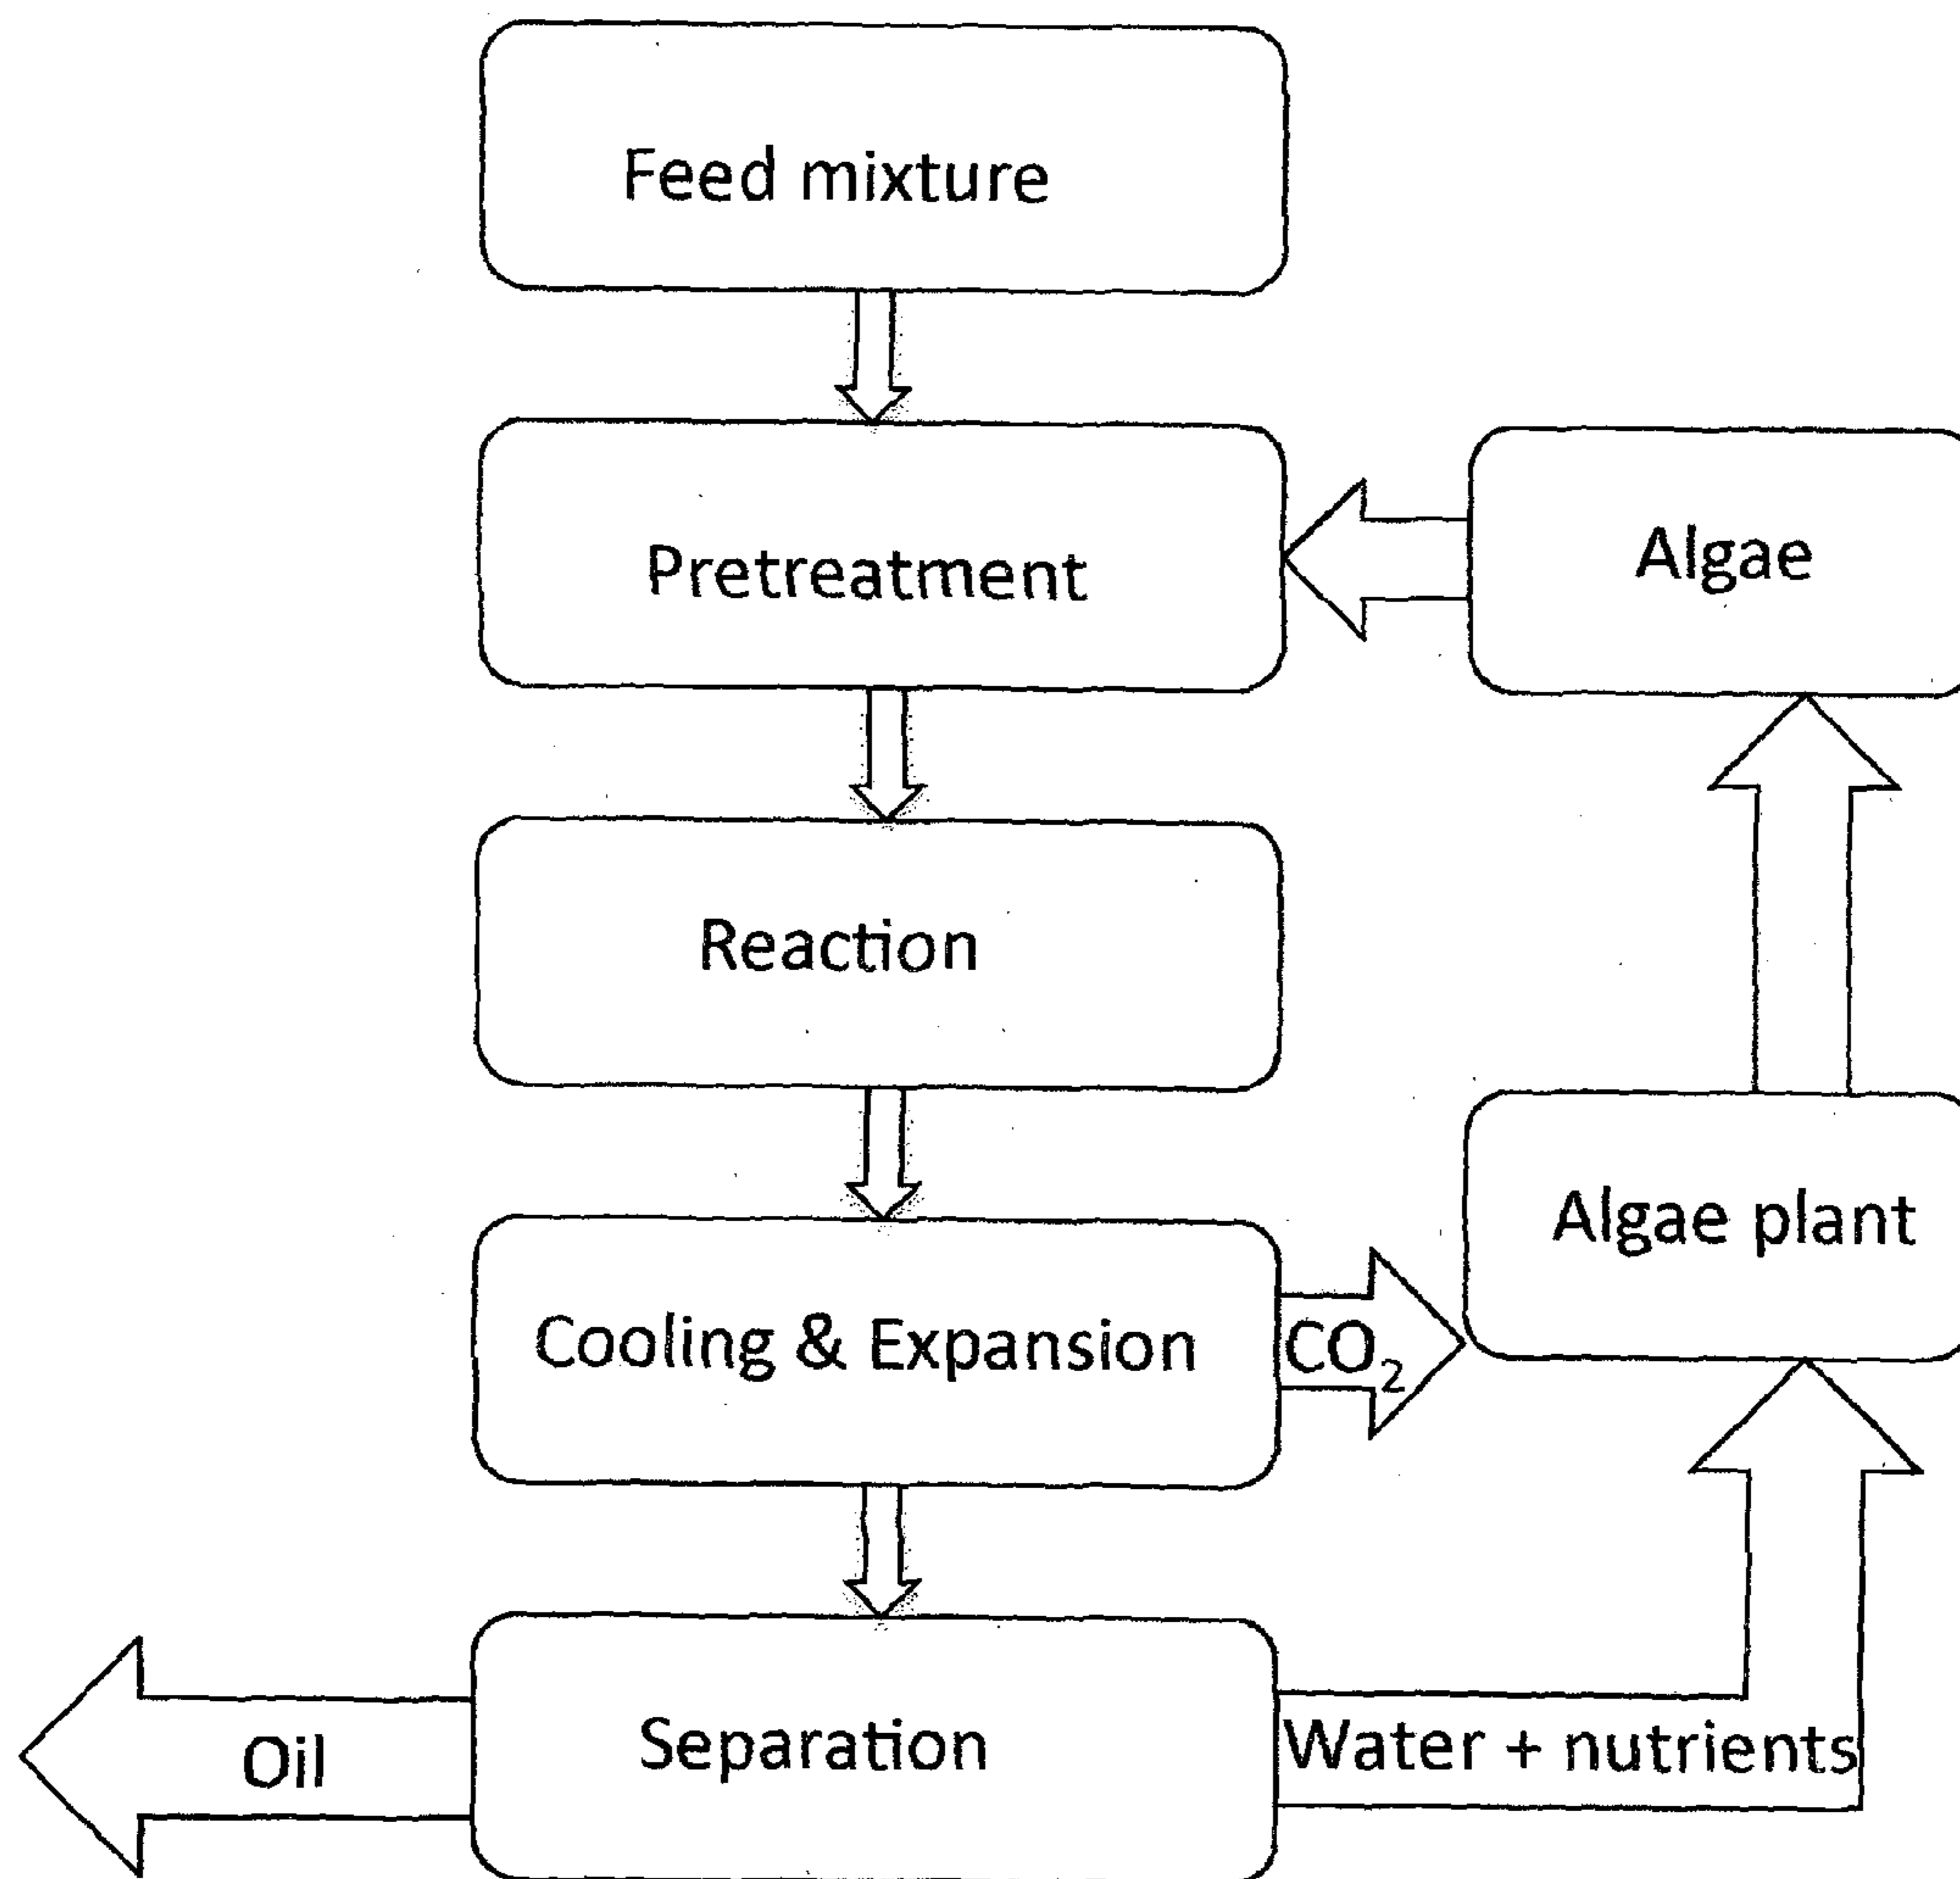 Feed mixture
Pretreatment
Algae
Reaction
Algae plant
Cooling & Expansion
CO₂
Separation
Oil
Water + nutrients